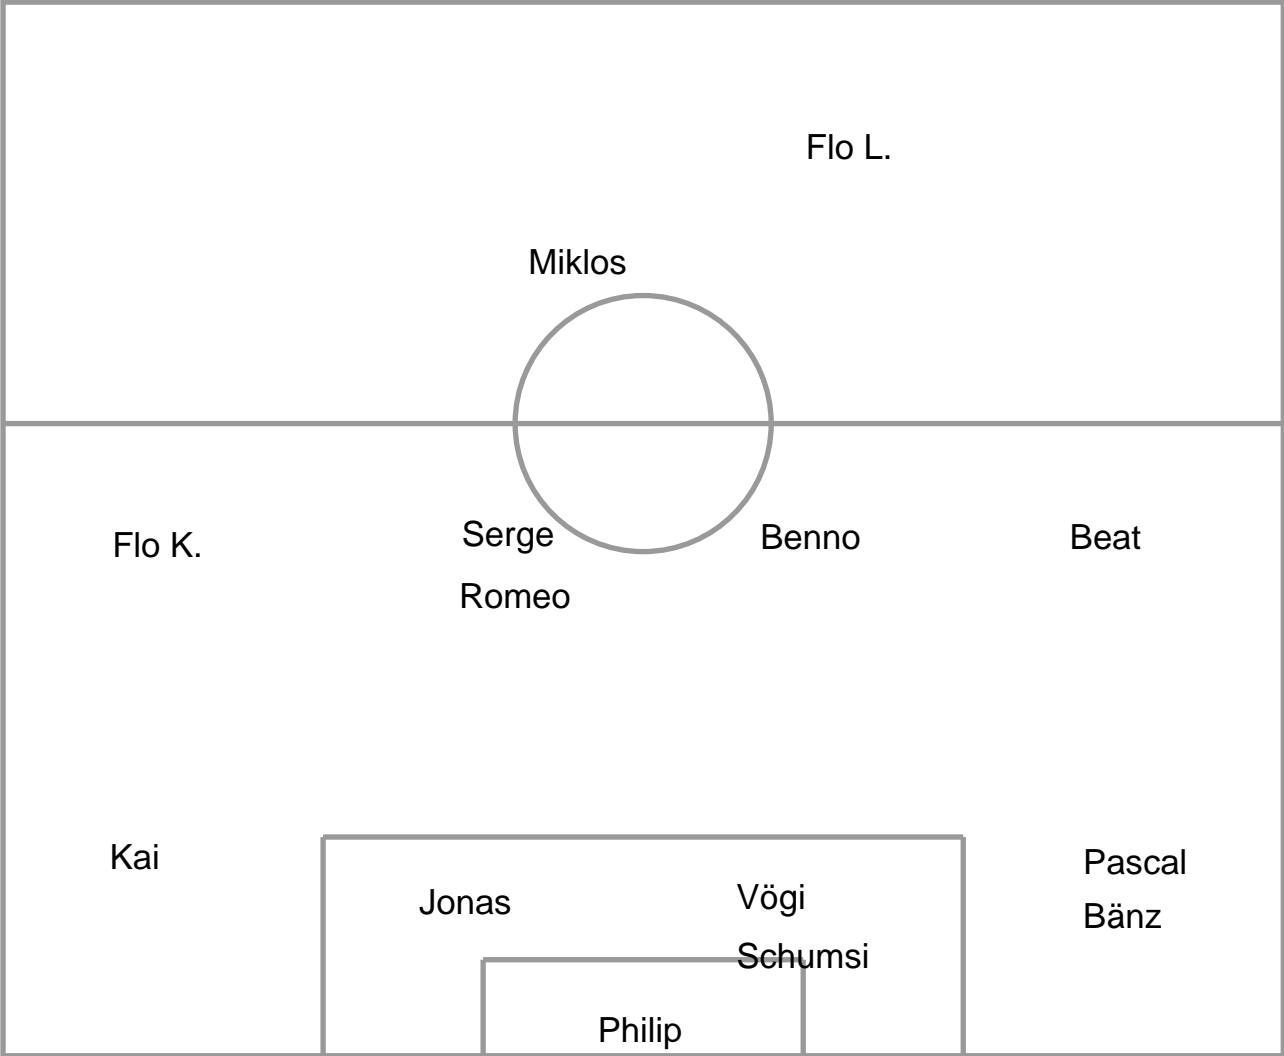 Flo L.
Miklos
Flo K.
Serge
Benno
Beat
Romeo
Kai
Pascal
Jonas
Vögi
Bänz
Schumsi
Philip